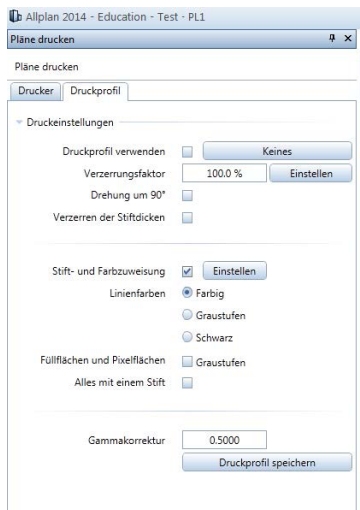 Allplan 2014 - Education - Test - PL1
Pläne drucken
Pläne drucken
Drucker Druckprofil
Druckeinstellungen
Druckprofil verwenden Keines
Verzerrungsfaktor 100.0 % Einstellen
Drehung um 90°
Verzerren der Stiftdicken
Stift- und Farbzuweisung Einstellen
Linienfarben Farbig
Graustufen
Schwarz
Füllflächen und Pixelflächen Graustufen
Alles mit einem Stift
Gammakorrektur 0.5000
Druckprofil speichern